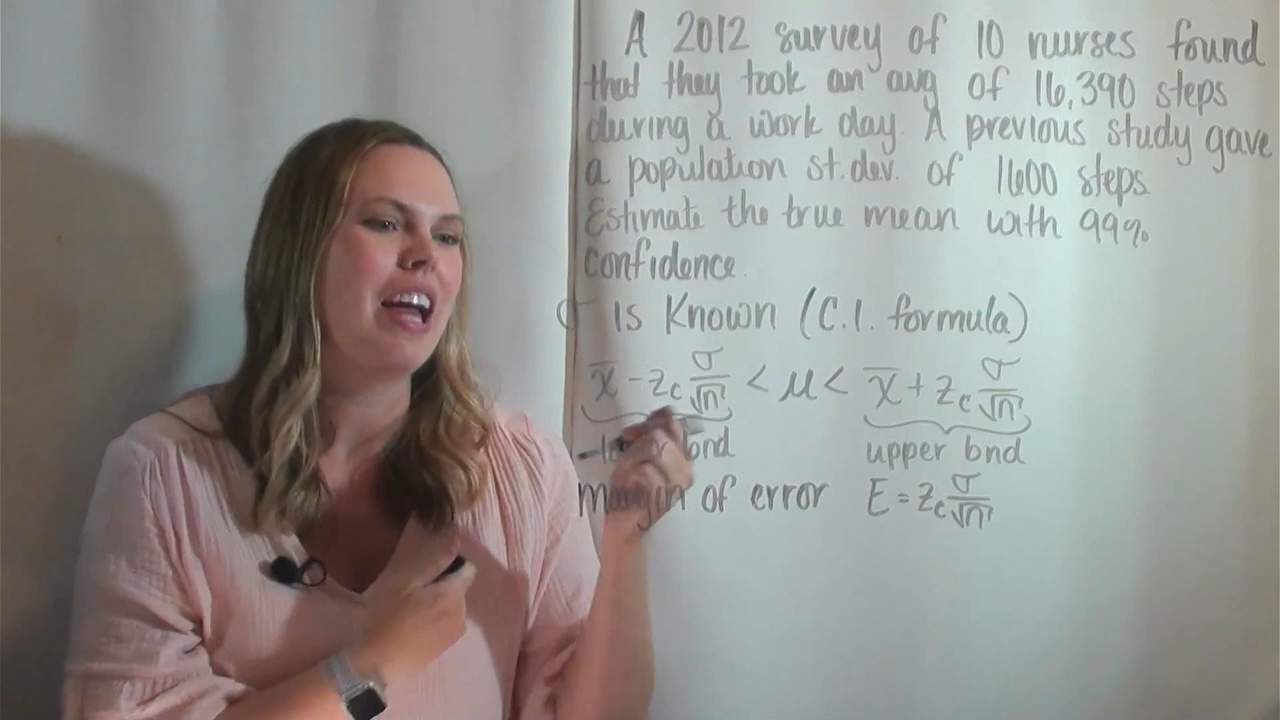 A 2012 survey of 10 nurses found
that they took an avg of 16,390 steps
during a work day. A previous study gave
a population st. dev. of 1600 steps
Estimate the true mean with 99%
confidence.
σ Is Known (C.I. formula)
x̄ - z_c σ/√n < μ < x̄ + z_c σ/√n
bnd upper bnd
margin of error E = z_c σ/√n